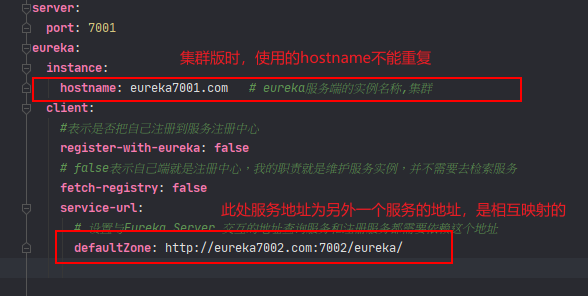 server:
port: 7001
集群版时，使用的hostname不能重复
eureka:
instance:
hostname: eureka7001.com # eureka服务端的实例名称,集群
client:
#表示是否把自己注册到服务注册中心
register-with-eureka: false
# false表示自己端就是注册中心，我的职责就是维护服务实例，并不需要去检索服务
fetch-registry: false
service-url:
此处服务地址为另外一个服务的地址，是相互映射的
# 设置与Eureka Server 交互的地址查询服务和注册服务都需要依赖这个地址
defaultZone: http://eureka7002.com:7002/eureka/